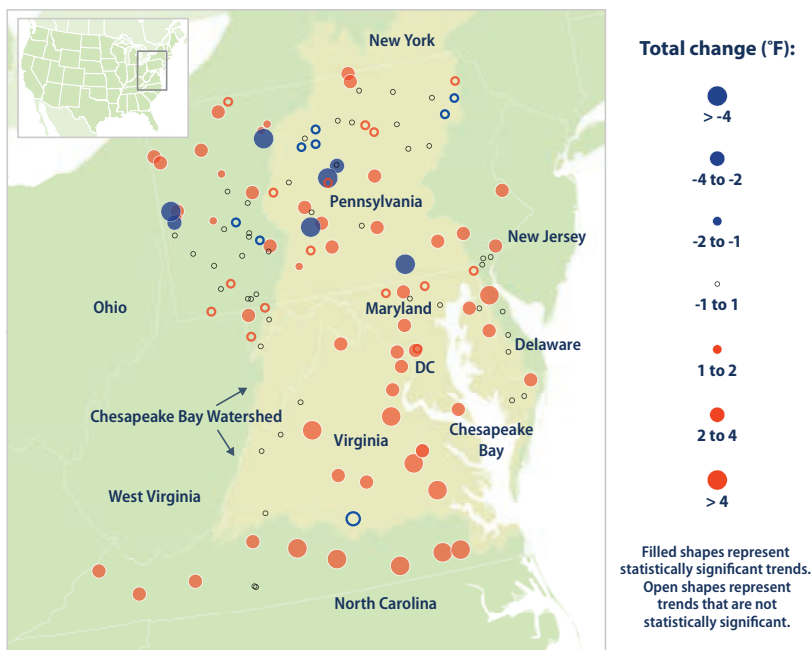 New York
Pennsylvania
New Jersey
Ohio
Maryland
Delaware
DC
Chesapeake Bay Watershed
Virginia
Chesapeake
Bay
West Virginia
North Carolina
Total change (°F):
> -4
-4 to -2
-2 to -1
-1 to 1
1 to 2
2 to 4
> 4
Filled shapes represent
statistically significant trends.
Open shapes represent
trends that are not
statistically significant.